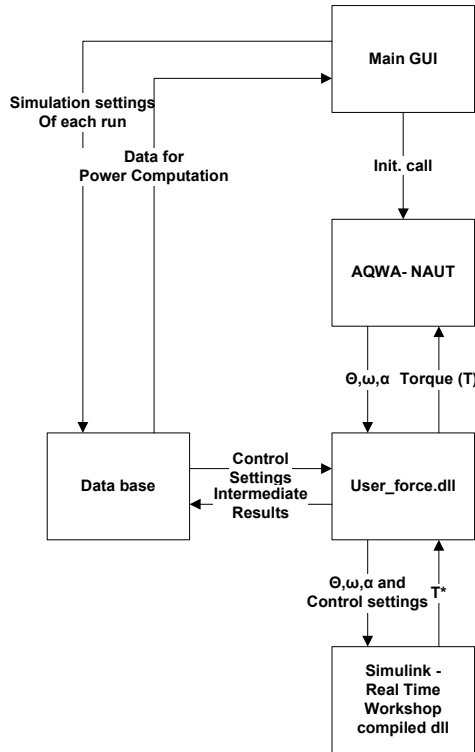 Main GUI
Simulation settings
Of each run
Data for
Power Computation
Init. call
AQWA- NAUT
Θ,ω,α
Torque (T)
Data base
Control
Settings
Intermediate
Results
User_force.dll
Θ,ω,α and
Control settings
T*
Simulink -
Real Time
Workshop
compiled dll